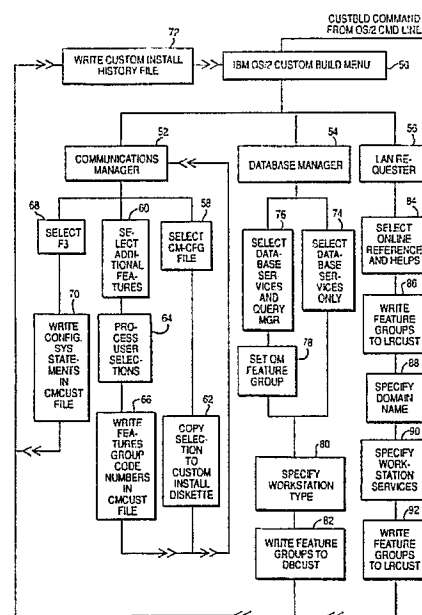 CUSTBLD COMMAND
FROM OS/2 CMD LINE
72
WRITE CUSTOM INSTALL
HISTORY FILE
IBM OS/2 CUSTOM BUILD MENU
50
52
COMMUNICATIONS
MANAGER
54
DATABASE MANAGER
56
LAN RE-
QUESTER
68
SELECT
F3
60
SE-
LECT
ADDI-
TIONAL
FEA-
TURES
58
SELECT
CM-CFG
FILE
76
SELECT
DATA-
BASE
SER-
VICES
AND
QUERY
MGR
74
SELECT
DATA-
BASE
SER-
VICES
ONLY
84
SELECT
ONLINE
REFERENCE
AND HELPS
70
WRITE
CONFIG.
SYS
STATE-
MENTS
IN
CMCUST
FILE
64
PRO-
CESS
USER
SELEC-
TIONS
86
WRITE
FEATURE
GROUPS
TO LRCUST
78
SET QM
FEATURE
GROUP
88
SPECIFY
DOMAIN
NAME
66
WRITE
FEA-
TURES
GROUP
CODE
NUMBERS
IN
CMCUST
FILE
62
COPY
SELEC-
TION
TO
CUSTOM
INSTALL
DISKETTE
80
SPECIFY
WORKSTATION
TYPE
90
SPECIFY
WORK-
STATION
SERVICES
82
WRITE FEATURE
GROUPS TO
DBCUST
92
WRITE
FEATURE
GROUPS
TO LRCUST